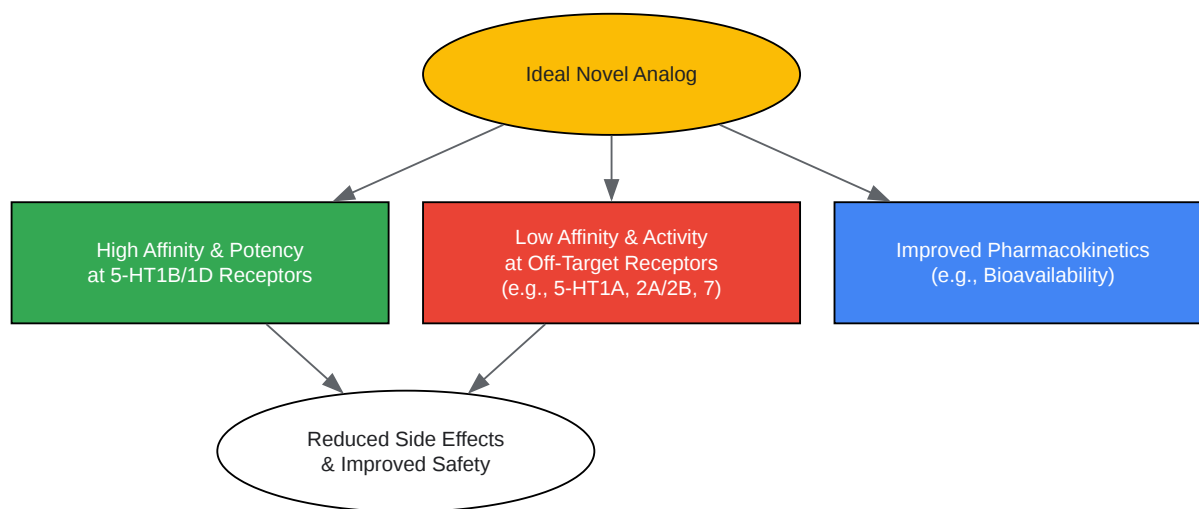 Ideal Novel Analog
High Affinity & Potency
at 5-HT1B/1D Receptors
Low Affinity & Activity
at Off-Target Receptors
(e.g., 5-HT1A, 2A/2B, 7)
Improved Pharmacokinetics
(e.g., Bioavailability)
Reduced Side Effects
& Improved Safety